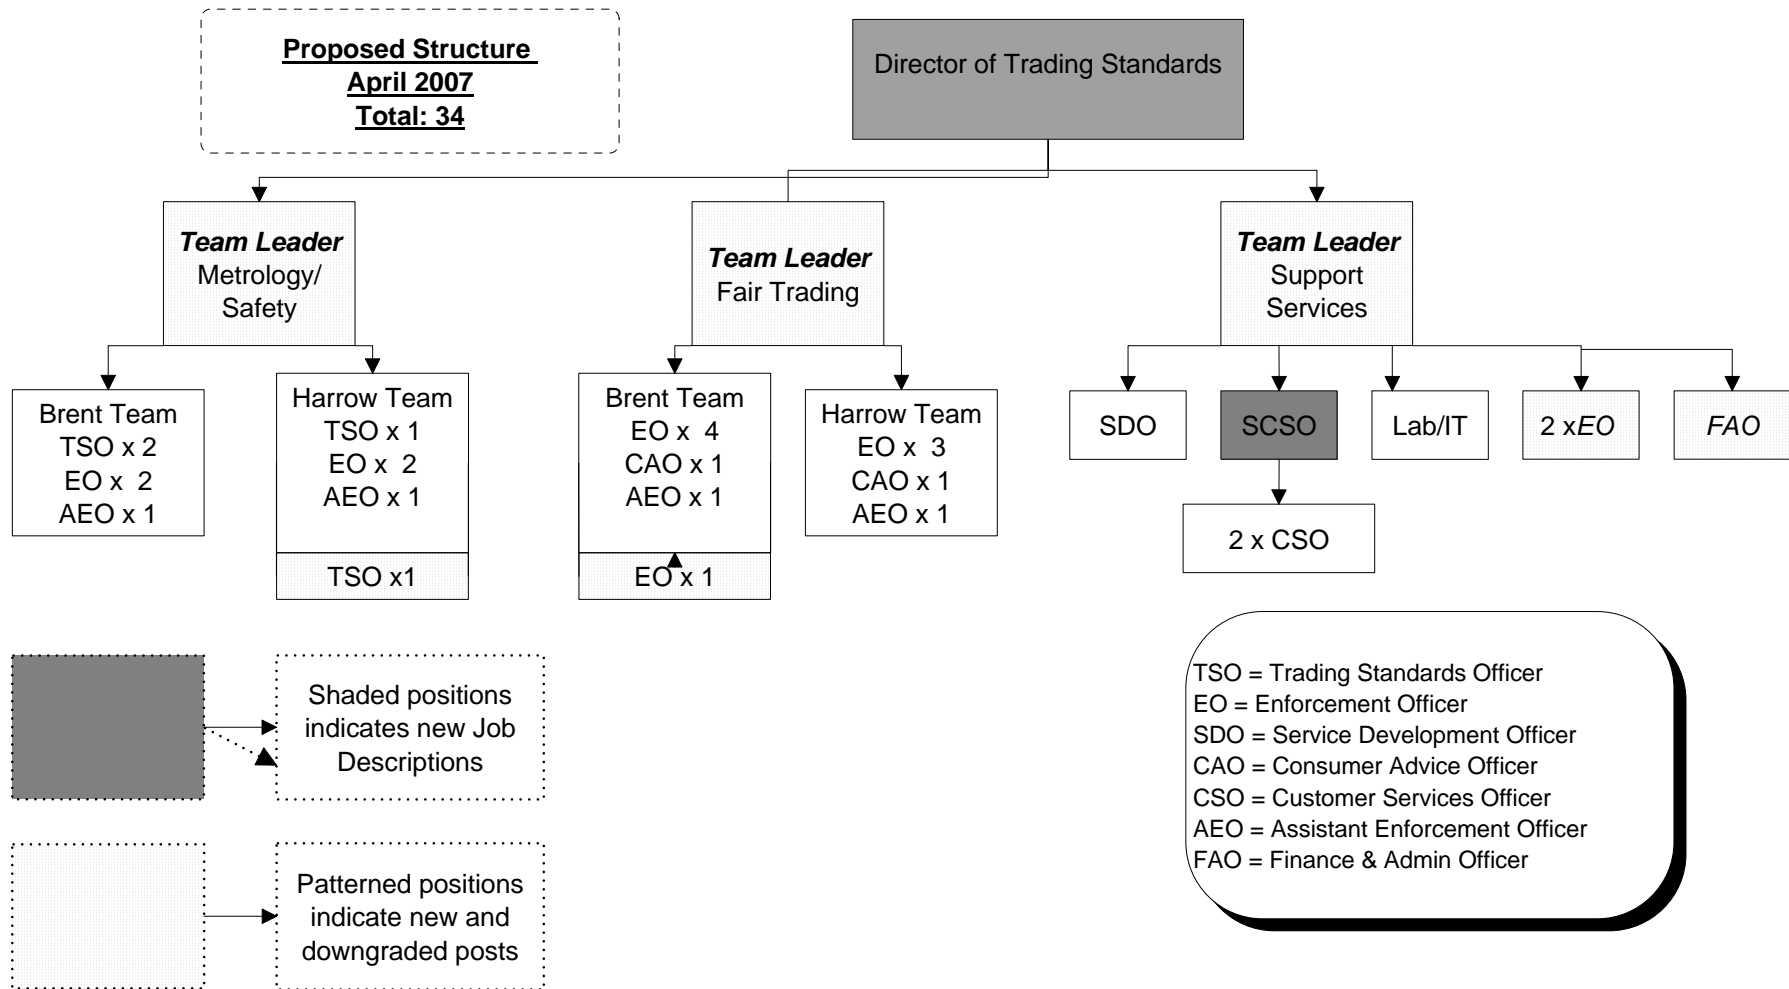 Proposed Structure
April 2007
Total: 34
Director of Trading Standards
Team Leader
Metrology/
Safety
Team Leader
Fair Trading
Team Leader
Support
Services
Brent Team
TSO x 2
EO x 2
AEO x 1
Harrow Team
TSO x 1
EO x 2
AEO x 1
TSO x1
Brent Team
EO x 4
CAO x 1
AEO x 1
EO x 1
Harrow Team
EO x 3
CAO x 1
AEO x 1
SDO
SCSO
Lab/IT
2 xEO
FAO
2 x CSO
Shaded positions
indicates new Job
Descriptions
Patterned positions
indicate new and
downgraded posts
TSO = Trading Standards Officer
EO = Enforcement Officer
SDO = Service Development Officer
CAO = Consumer Advice Officer
CSO = Customer Services Officer
AEO = Assistant Enforcement Officer
FAO = Finance & Admin Officer